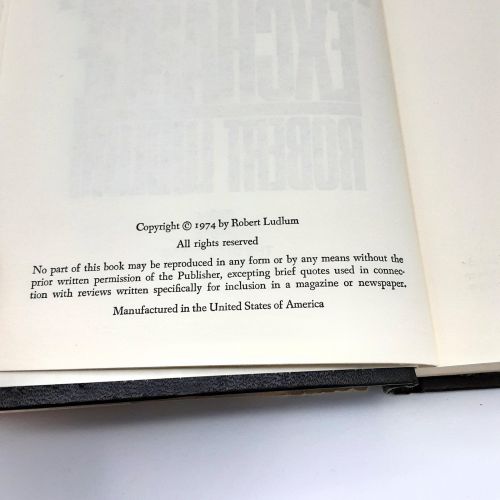 Copyright © 1974 by Robert Ludlum
All rights reserved
No part of this book may be reproduced in any form or by any means without the
prior written permission of the Publisher, excepting brief quotes used in connec-
tion with reviews written specifically for inclusion in a magazine or newspaper.
Manufactured in the United States of America